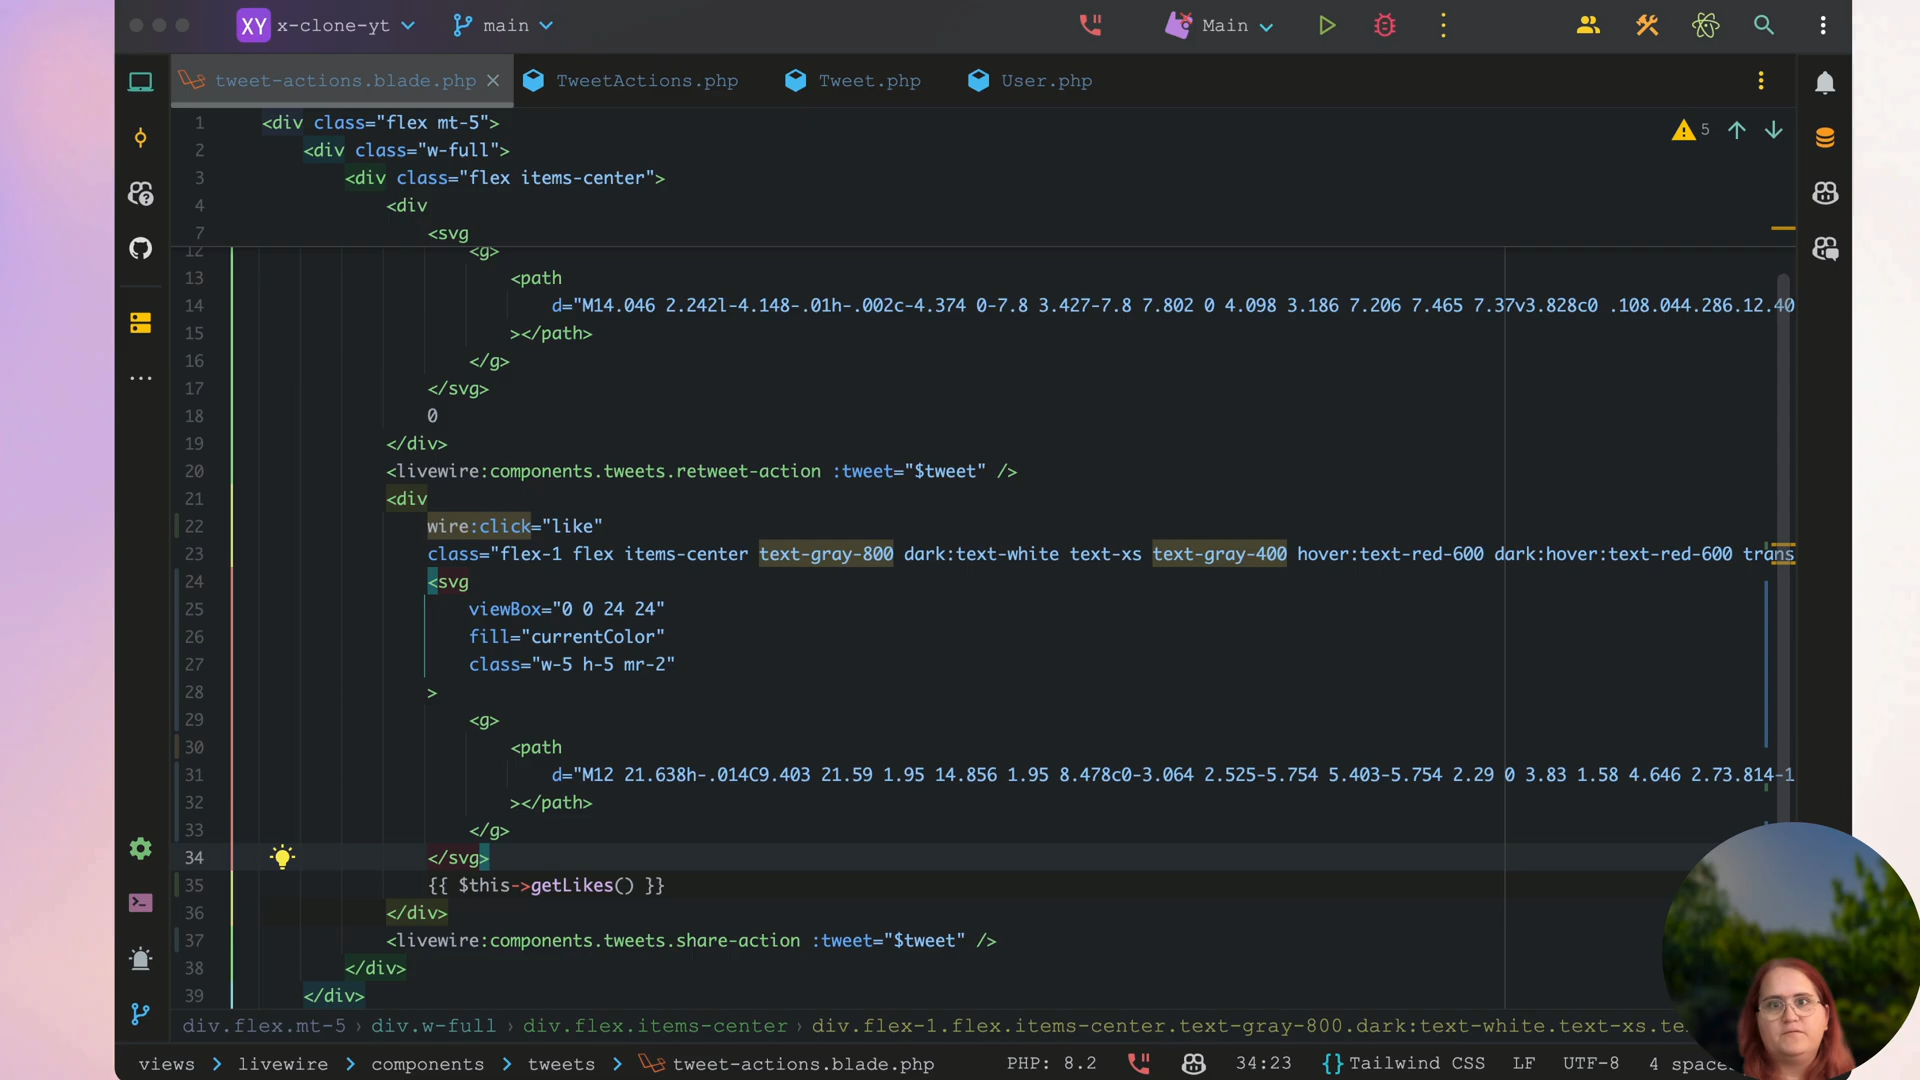 XY x-clone-yt main Main
tweet-actions.blade.php TweetActions.php Tweet.php User.php
1 <div class="flex mt-5">
5
2 <div class="w-full">
3 <div class="flex items-center">
4 <div
7 <svg
12 <g>
13 <path
14 d="M14.046 2.242l-4.148-.01h-.002c-4.374 0-7.8 3.427-7.8 7.802 0 4.098 3.186 7.206 7.465 7.37v3.828c0 .108.044.286.12.40
15 ></path>
16 </g>
17 </svg>
18 0
19 </div>
20 <livewire:components.tweets.retweet-action :tweet="$tweet" />
21 <div
22 wire:click="like"
23 class="flex-1 flex items-center text-gray-800 dark:text-white text-xs text-gray-400 hover:text-red-600 dark:hover:text-red-600 trans
24 <svg
25 viewBox="0 0 24 24"
26 fill="currentColor"
27 class="w-5 h-5 mr-2"
28 >
29 <g>
30 <path
31 d="M12 21.638h-.014C9.403 21.59 1.95 14.856 1.95 8.478c0-3.064 2.525-5.754 5.403-5.754 2.29 0 3.83 1.58 4.646 2.73.814-1
32 ></path>
33 </g>
34 </svg>
35 {{ $this->getLikes() }}
36 </div>
37 <livewire:components.tweets.share-action :tweet="$tweet" />
38 </div>
39 </div>
div.flex.mt-5 › div.w-full › div.flex.items-center › div.flex-1.flex.items-center.text-gray-800.dark:text-white.text-xs.te
views > livewire > components > tweets > tweet-actions.blade.php PHP: 8.2 34:23 {} Tailwind CSS LF UTF-8 4 space